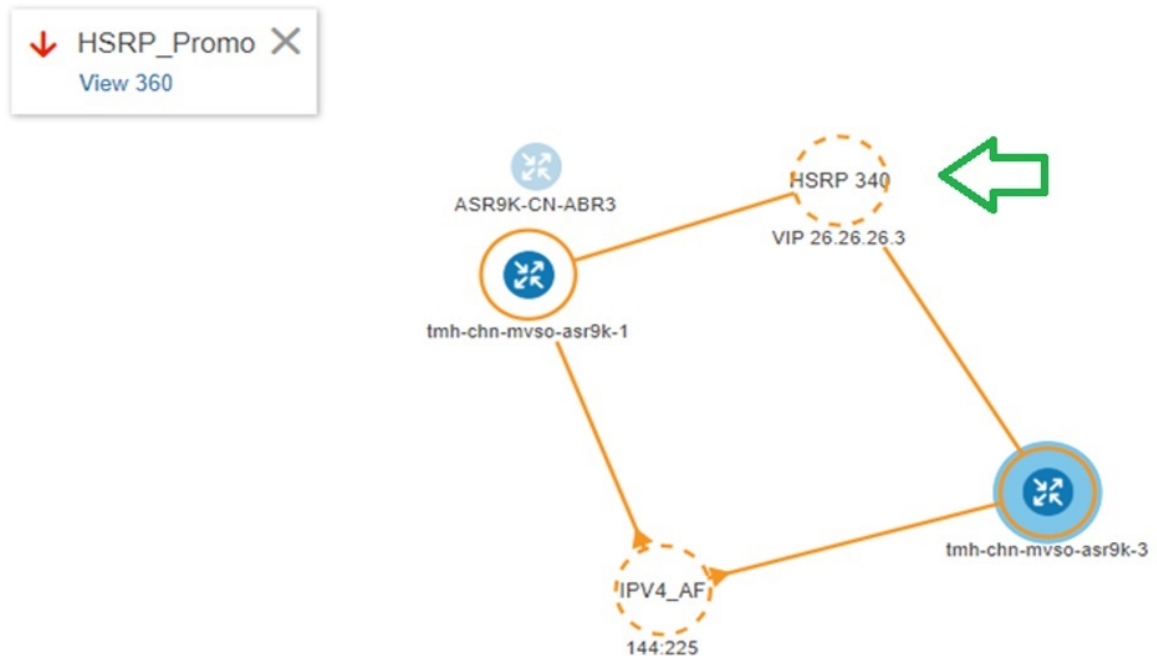 HSRP_Promo
View 360
ASR9K-CN-ABR3
HSRP 340
VIP 26.26.26.3
tmh-chn-mvso-asr9k-1
tmh-chn-mvso-asr9k-3
IPV4_AF
144:225